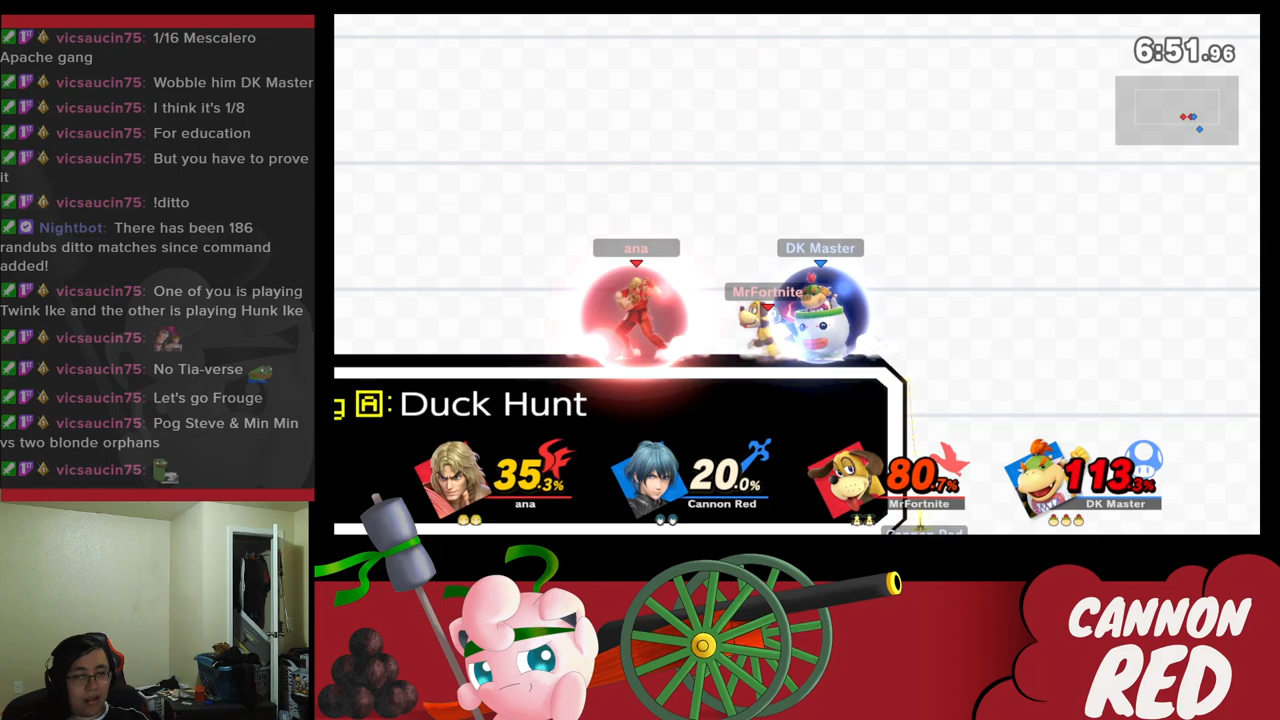 vicsaucin75: 1/16 Mescalero
Apache gang
vicsaucin75: Wobble him DK Master
vicsaucin75: I think it's 1/8
vicsaucin75: For education
vicsaucin75: But you have to prove
it
vicsaucin75: !ditto
Nightbot: There has been 186
randubs ditto matches since command
added!
vicsaucin75: One of you is playing
Twink Ike and the other is playing Hunk Ike
vicsaucin75:
vicsaucin75: No Tia-verse
vicsaucin75: Let's go Frouge
vicsaucin75: Pog Steve & Min Min
vs two blonde orphans
vicsaucin75:
6:51.96
ana
DK Master
MrFortnite
g A: Duck Hunt
35.3%
ana
20.0%
Cannon Red
80.7%
MrFortnite
113.3%
DK Master
Cannon Red
CANNON
RED